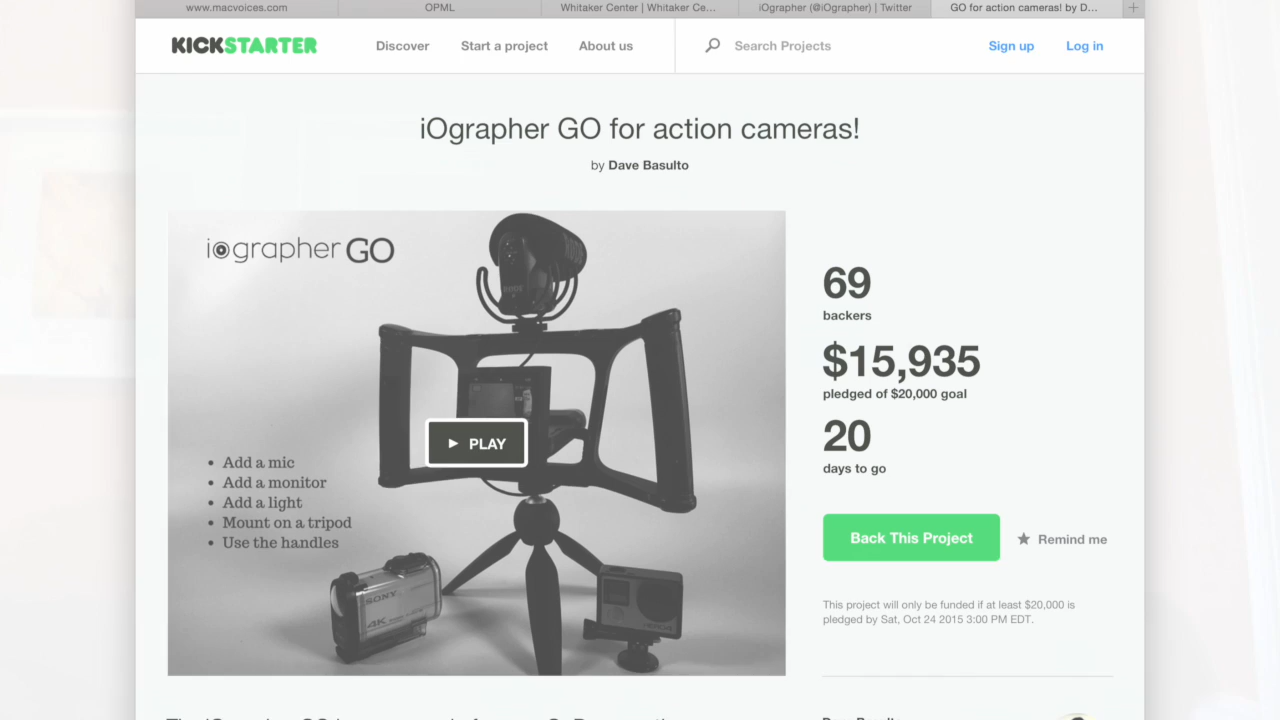 www.macvoices.com
OPML
Whitaker Center | Whitaker Ce...
iOgrapher (@iOgrapher) | Twitter
GO for action cameras! by D...
KICKSTARTER
Discover
Start a project
About us
Search Projects
Sign up
Log in
iOgrapher GO for action cameras!
by Dave Basulto
iographer GO
RODE
• Add a mic
• Add a monitor
• Add a light
• Mount on a tripod
• Use the handles
PLAY
SONY
4K
69
backers
$15,935
pledged of $20,000 goal
20
days to go
Back This Project
Remind me
This project will only be funded if at least $20,000 is
pledged by Sat, Oct 24 2015 3:00 PM EDT.
Dave Basulto